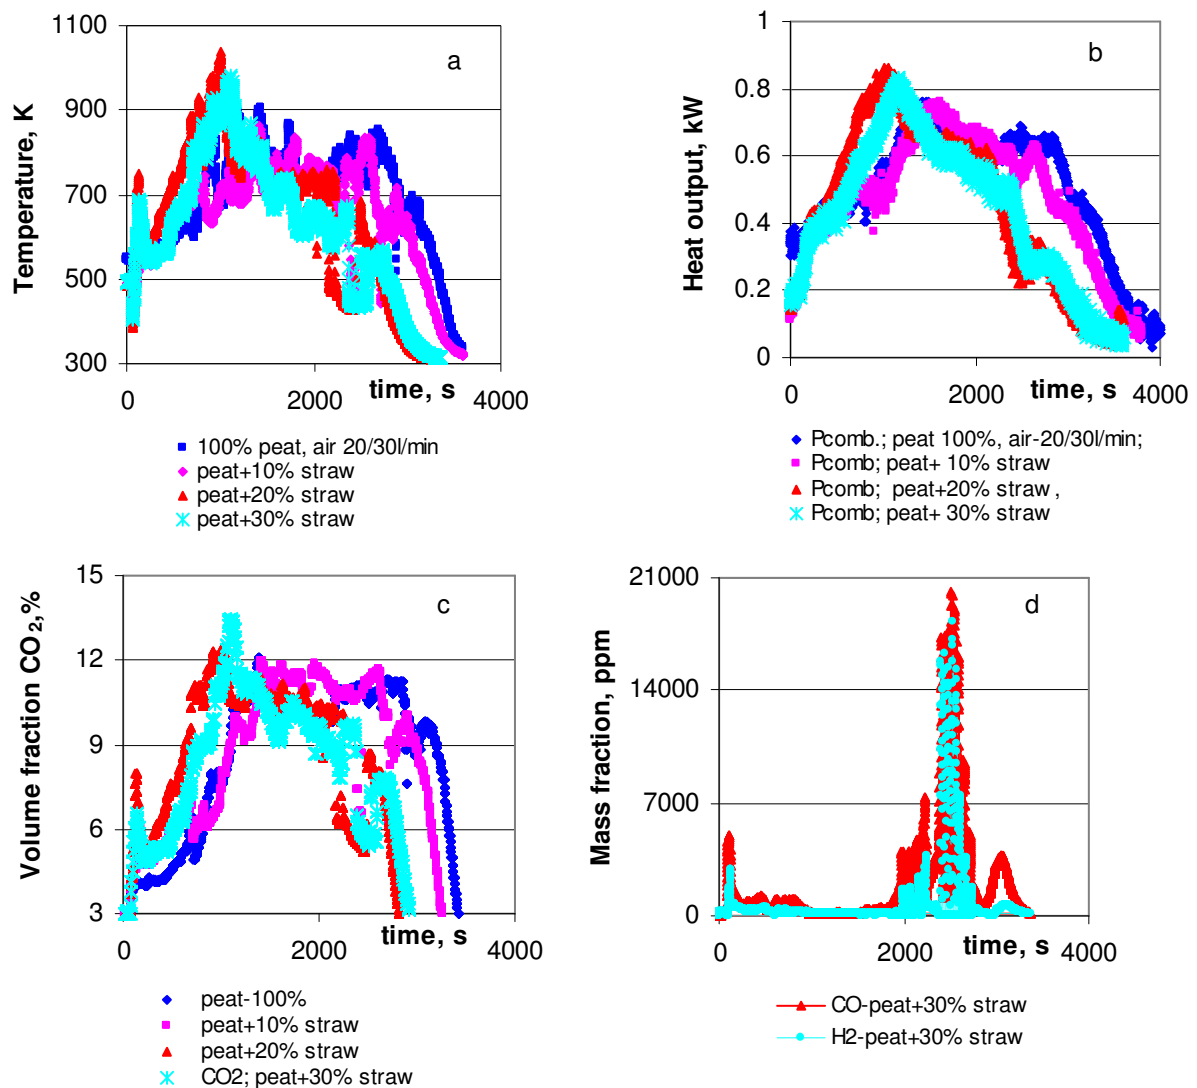 1100
900
700
500
300
Temperature, K
a
0
2000
4000
time, s
100% peat, air 20/30l/min
peat+10% straw
peat+20% straw
peat+30% straw
1
0.8
0.6
0.4
0.2
0
Heat output, kW
b
0
2000
4000
time, s
Pcomb.; peat 100%, air-20/30l/min;
Pcomb; peat+ 10% straw
Pcomb; peat+20% straw ,
Pcomb; peat+ 30% straw
15
12
9
6
3
Volume fraction CO2,%
c
0
2000
4000
time, s
peat-100%
peat+10% straw
peat+20% straw
CO2; peat+30% straw
21000
14000
7000
0
Mass fraction, ppm
d
0
2000
4000
time, s
CO-peat+30% straw
H2-peat+30% straw